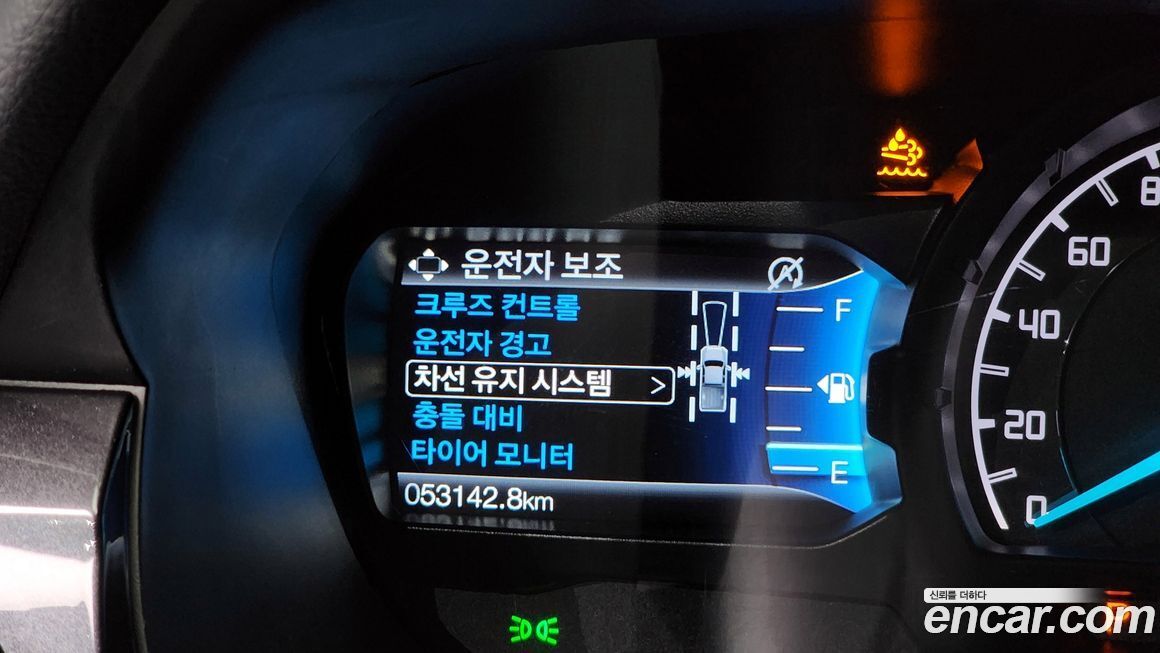 운전자 보조
크루즈 컨트롤
운전자 경고
차선 유지 시스템 >
충돌 대비
타이어 모니터
053142.8km
F
E
80
60
40
20
0
신뢰를 더하다
encar.com